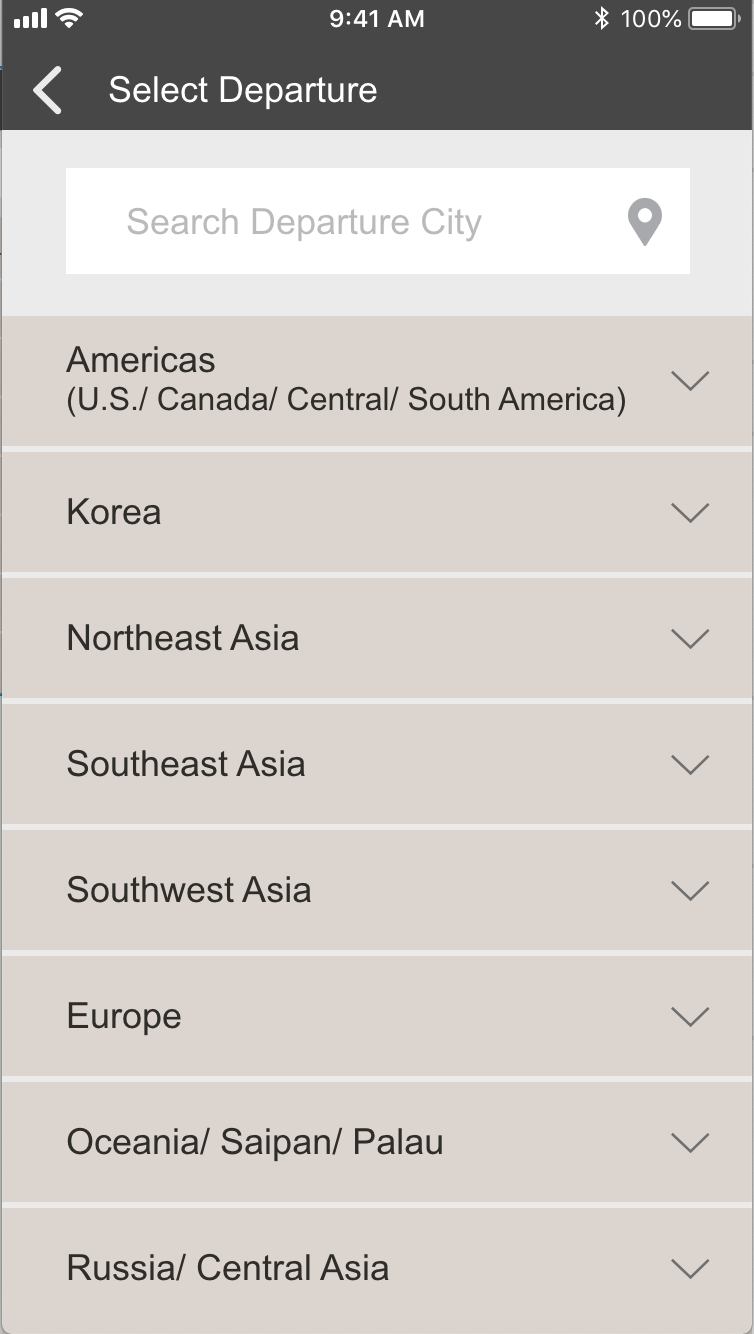 9:41 AM
100%
Select Departure
Search Departure City
Americas
(U.S./ Canada/ Central/ South America)
Korea
Northeast Asia
Southeast Asia
Southwest Asia
Europe
Oceania/ Saipan/ Palau
Russia/ Central Asia